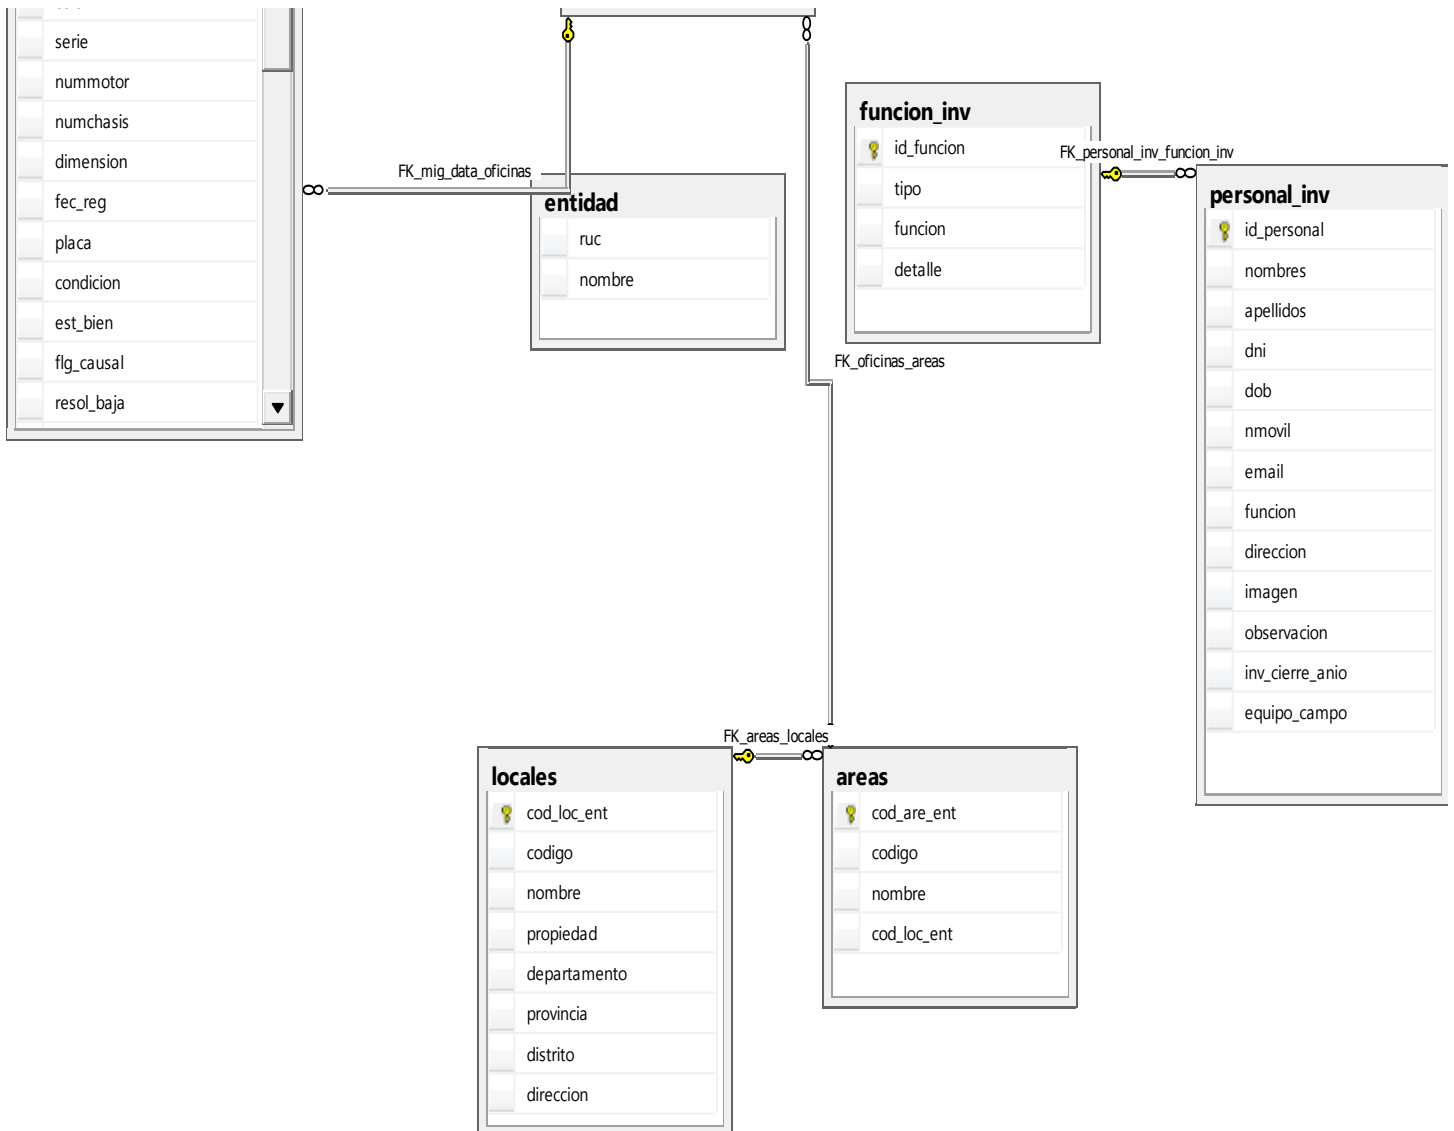 serie
nummotor
numchasis
dimension
fec_reg
placa
condicion
est_bien
flg_causal
resol_baja
FK_mig_data_oficinas
entidad
ruc
nombre
funcion_inv
id_funcion
tipo
funcion
detalle
FK_personal_inv_funcion_inv
personal_inv
id_personal
nombres
apellidos
dni
dob
nmovil
email
funcion
direccion
imagen
observacion
inv_cierre_anio
equipo_campo
FK_oficinas_areas
FK_areas_locales
locales
cod_loc_ent
codigo
nombre
propiedad
departamento
provincia
distrito
direccion
areas
cod_are_ent
codigo
nombre
cod_loc_ent